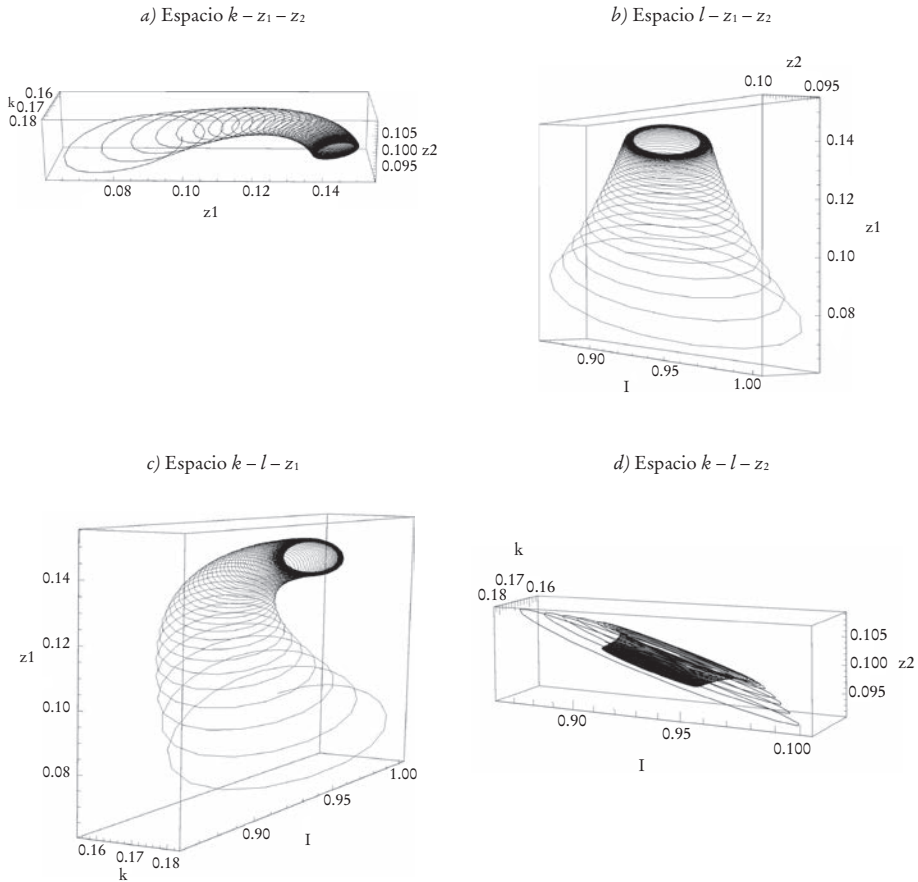 a) Espacio k – z1 – z2
b) Espacio l – z1 – z2
0.16
k 0.17
0.18
0.105
0.100 z2
0.095
0.08 0.10 0.12 0.14
z1
z2
0.10 0.095
0.14
0.12
z1
0.10
0.08
0.90
0.95
1.00
I
c) Espacio k – l – z1
d) Espacio k – l – z2
0.14
0.12
z1
0.10
0.08
0.16 0.17 0.18
k
0.90
0.95
1.00
I
k
0.17
0.18 0.16
0.105
0.100 z2
0.095
0.90
0.95
0.100
I